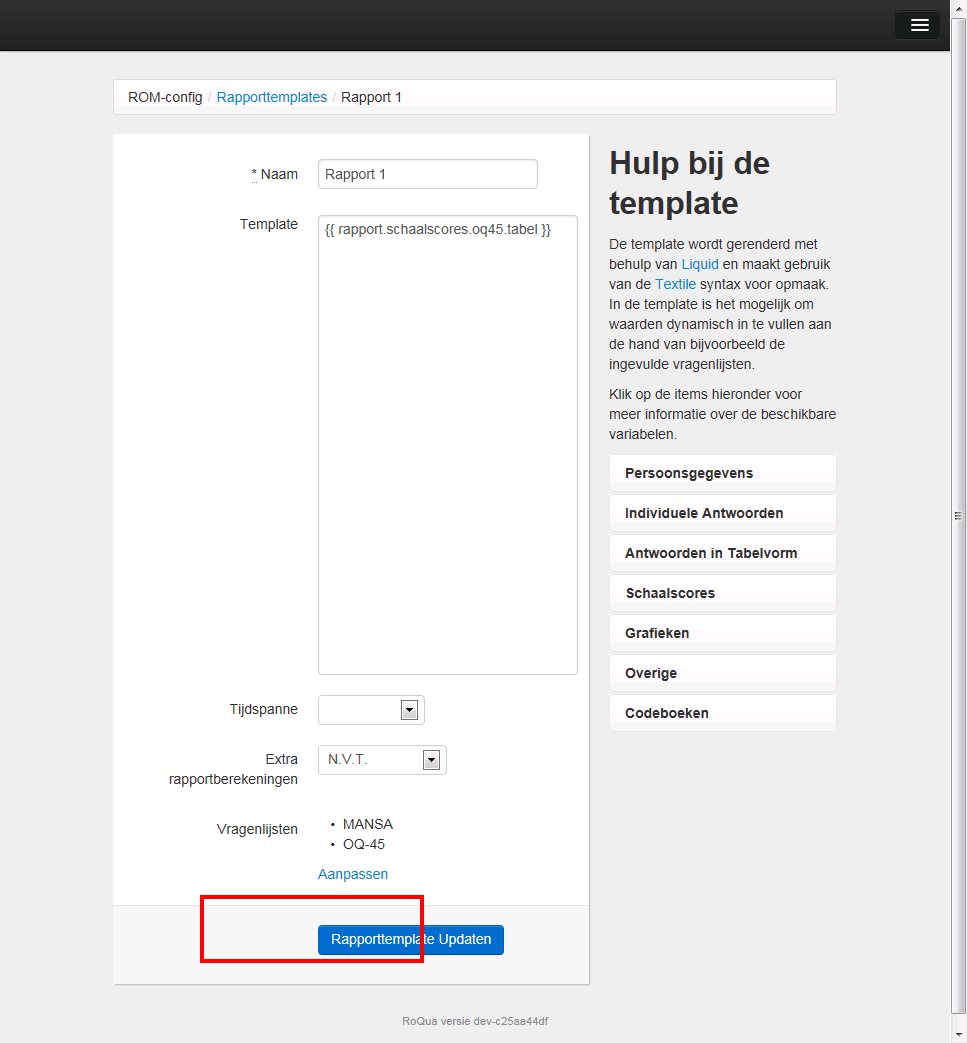 ROM-config / Rapporttemplates / Rapport 1
* Naam
Rapport 1
Template
{{ rapport.schaalscores.oq45.tabel }}
Tijdspanne
Extra
rapportberekeningen
N.V.T.
Vragenlijsten
• MANSA
• OQ-45
Aanpassen
Rapporttemplate Updaten
Hulp bij de
template
De template wordt gerenderd met
behulp van Liquid en maakt gebruik
van de Textile syntax voor opmaak.
In de template is het mogelijk om
waarden dynamisch in te vullen aan
de hand van bijvoorbeeld de
ingevulde vragenlijsten.
Klik op de items hieronder voor
meer informatie over de beschikbare
variabelen.
Persoonsgegevens
Individuele Antwoorden
Antwoorden in Tabelvorm
Schaalscores
Grafieken
Overige
Codeboeken
RoQua versie dev-c25aa44df